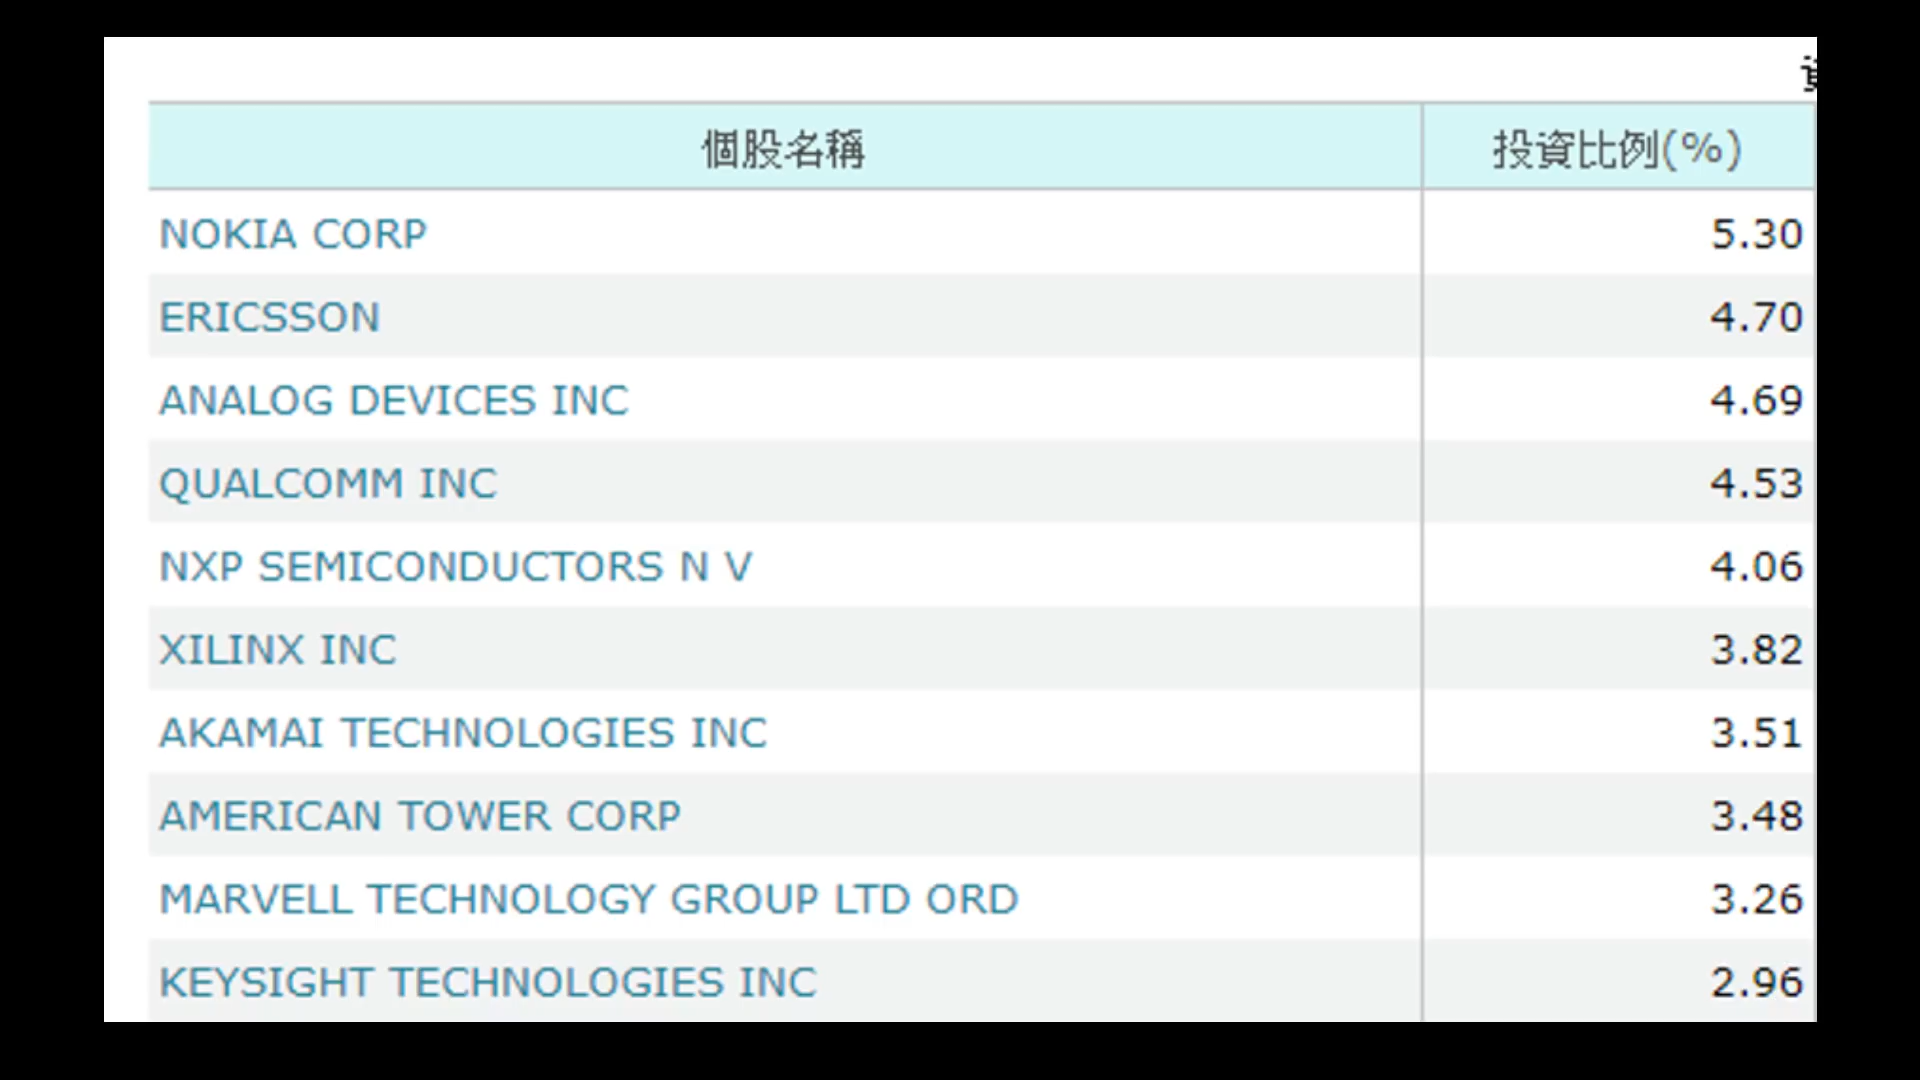 個股名稱 投資比例(%)
NOKIA CORP 5.30
ERICSSON 4.70
ANALOG DEVICES INC 4.69
QUALCOMM INC 4.53
NXP SEMICONDUCTORS N V 4.06
XILINX INC 3.82
AKAMAI TECHNOLOGIES INC 3.51
AMERICAN TOWER CORP 3.48
MARVELL TECHNOLOGY GROUP LTD ORD 3.26
KEYSIGHT TECHNOLOGIES INC 2.96